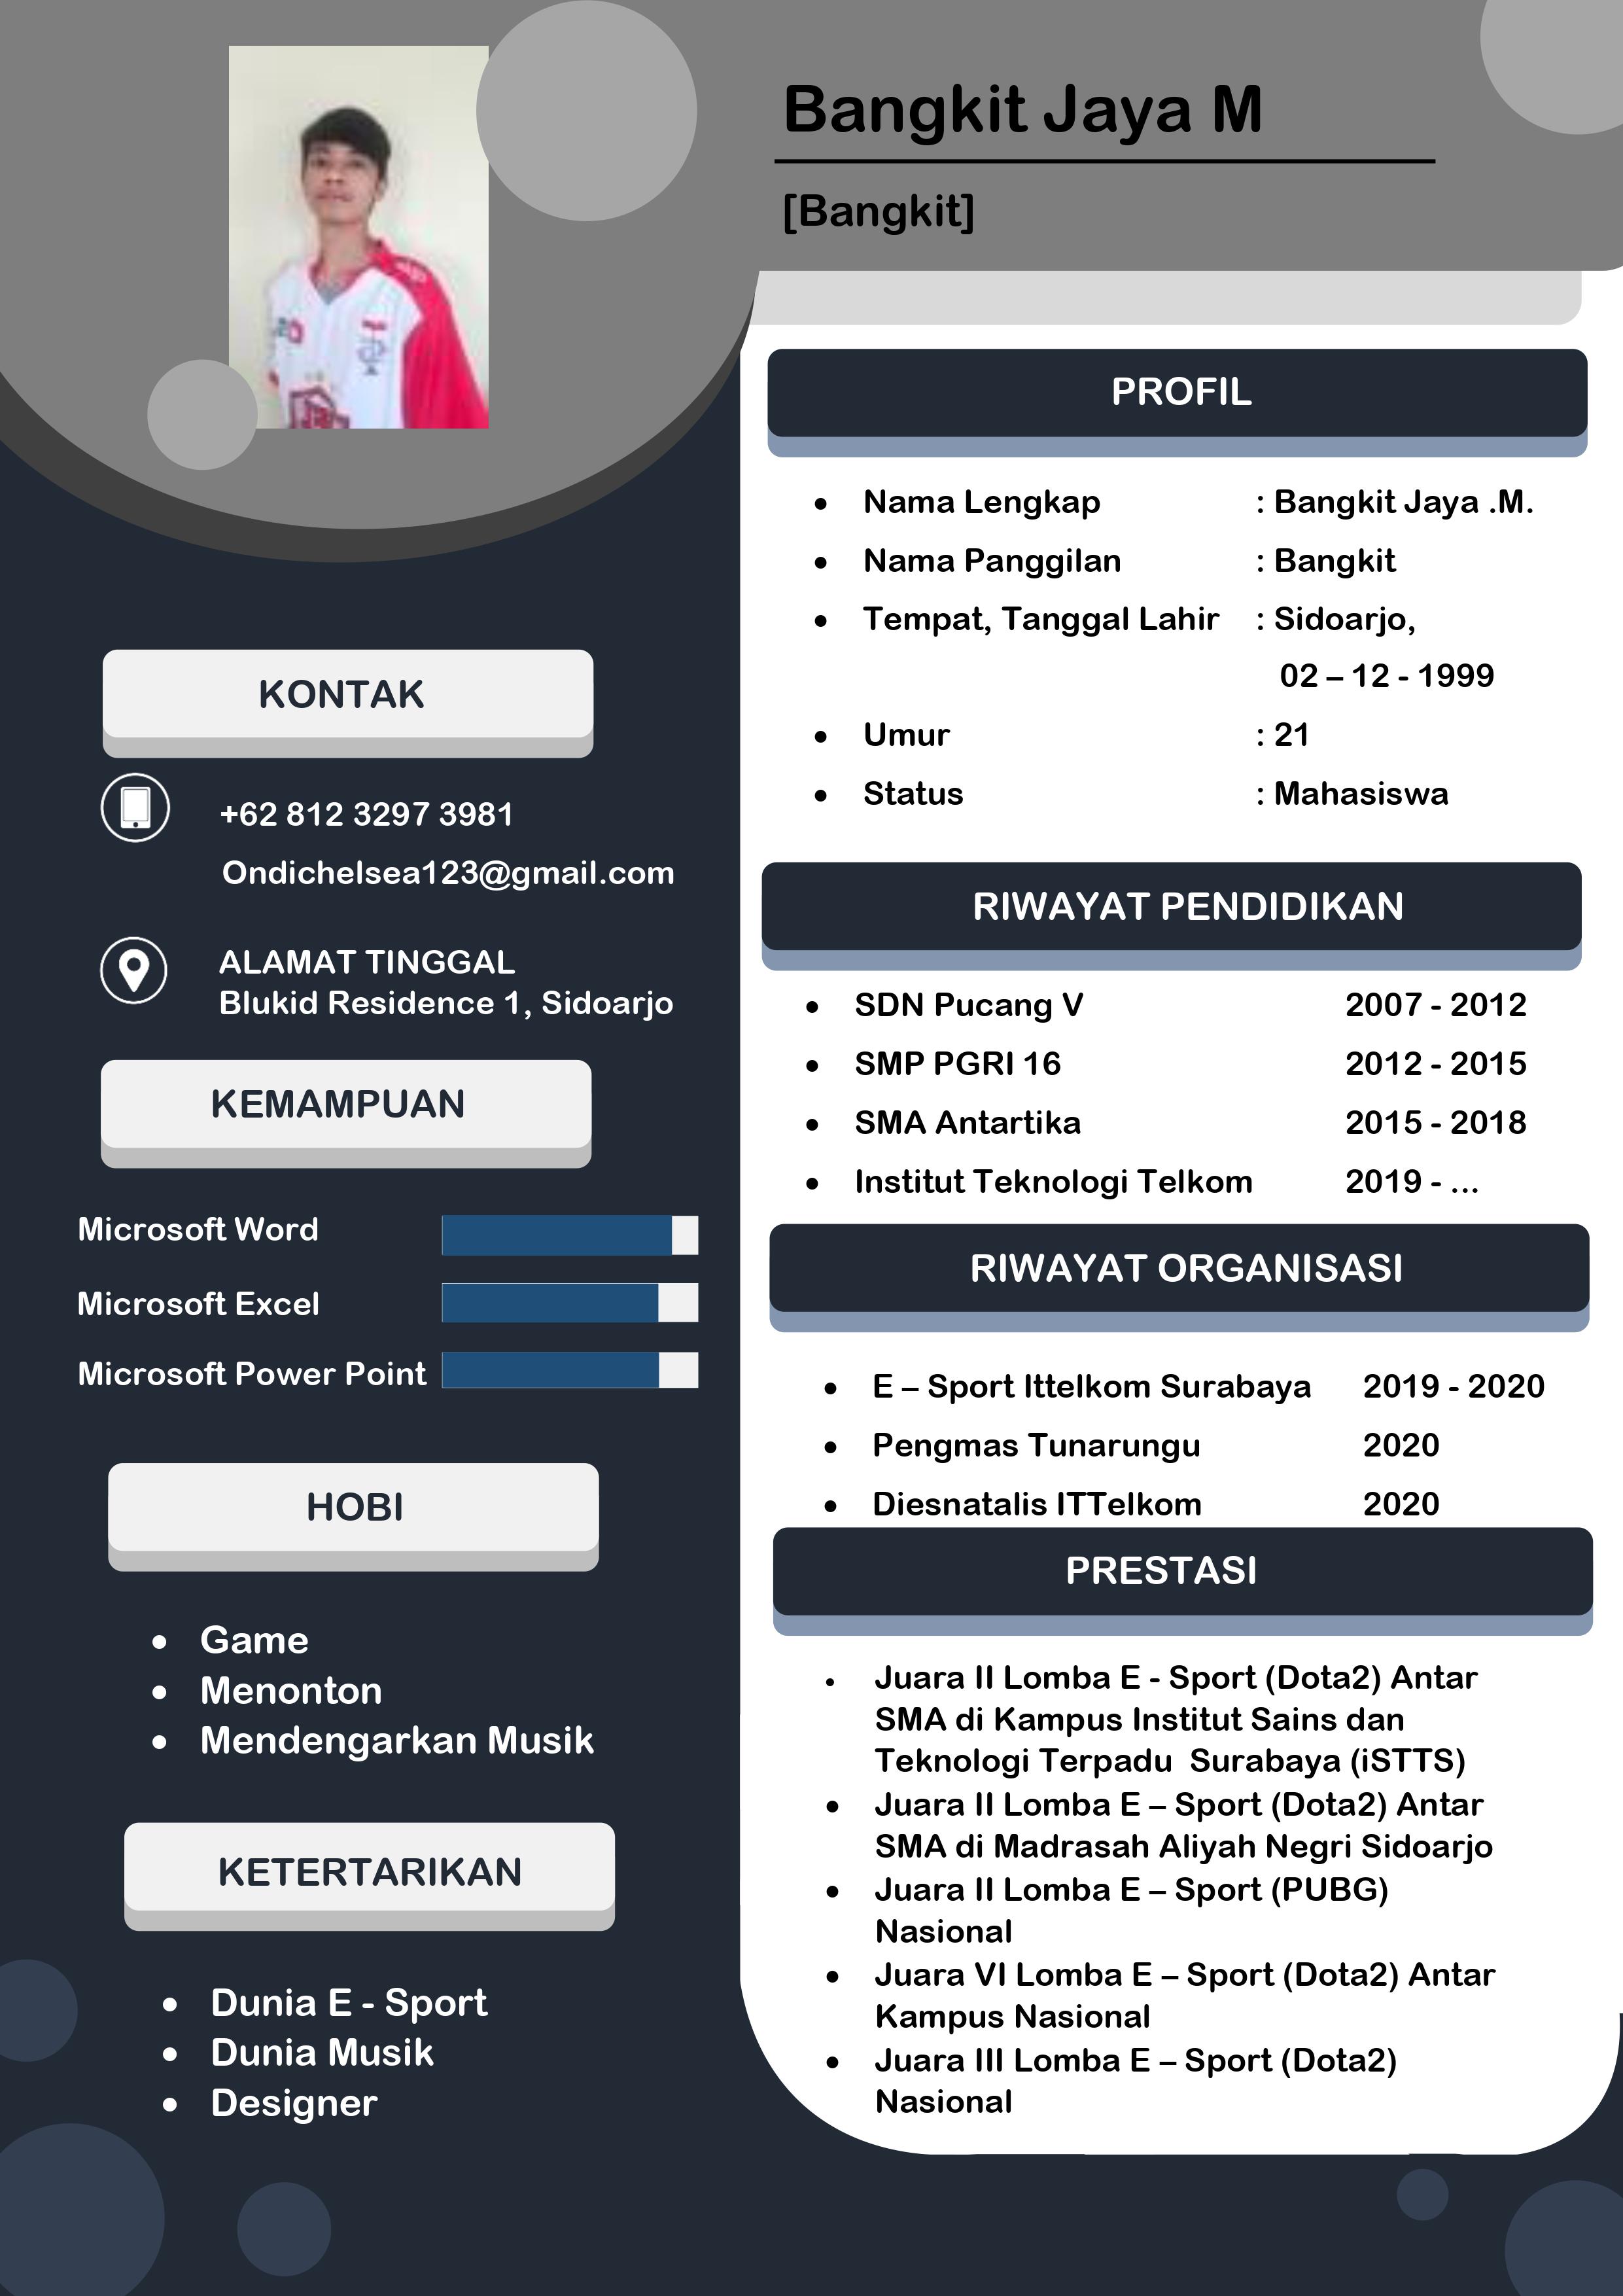 Bangkit Jaya M
[Bangkit]
KONTAK
+62 812 3297 3981
Ondichelsea123@gmail.com
ALAMAT TINGGAL
Blukid Residence 1, Sidoarjo
KEMAMPUAN
Microsoft Word
Microsoft Excel
Microsoft Power Point
HOBI
• Game
• Menonton
• Mendengarkan Musik
KETERTARIKAN
• Dunia E - Sport
• Dunia Musik
• Designer
PROFIL
• Nama Lengkap : Bangkit Jaya .M.
• Nama Panggilan : Bangkit
• Tempat, Tanggal Lahir : Sidoarjo,
02 – 12 - 1999
• Umur : 21
• Status : Mahasiswa
RIWAYAT PENDIDIKAN
• SDN Pucang V 2007 - 2012
• SMP PGRI 16 2012 - 2015
• SMA Antartika 2015 - 2018
• Institut Teknologi Telkom 2019 - ...
RIWAYAT ORGANISASI
• E – Sport Ittelkom Surabaya 2019 - 2020
• Pengmas Tunarungu 2020
• Diesnatalis ITTelkom 2020
PRESTASI
• Juara II Lomba E - Sport (Dota2) Antar
SMA di Kampus Institut Sains dan
Teknologi Terpadu Surabaya (iSTTS)
• Juara II Lomba E – Sport (Dota2) Antar
SMA di Madrasah Aliyah Negri Sidoarjo
• Juara II Lomba E – Sport (PUBG)
Nasional
• Juara VI Lomba E – Sport (Dota2) Antar
Kampus Nasional
• Juara III Lomba E – Sport (Dota2)
Nasional